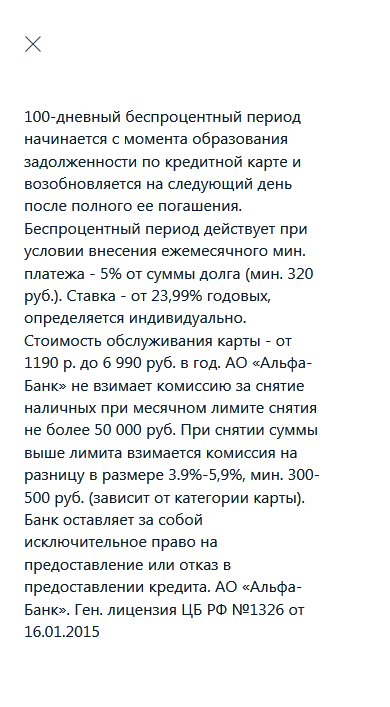 100-дневный беспроцентный период
начинается с момента образования
задолженности по кредитной карте и
возобновляется на следующий день
после полного ее погашения.
Беспроцентный период действует при
условии внесения ежемесячного мин.
платежа - 5% от суммы долга (мин. 320
руб.). Ставка - от 23,99% годовых,
определяется индивидуально.
Стоимость обслуживания карты - от
1190 р. до 6 990 руб. в год. АО «Альфа-
Банк» не взимает комиссию за снятие
наличных при месячном лимите снятия
не более 50 000 руб. При снятии суммы
выше лимита взимается комиссия на
разницу в размере 3.9%-5,9%, мин. 300-
500 руб. (зависит от категории карты).
Банк оставляет за собой
исключительное право на
предоставление или отказ в
предоставлении кредита. АО «Альфа-
Банк». Ген. лицензия ЦБ РФ №1326 от
16.01.2015